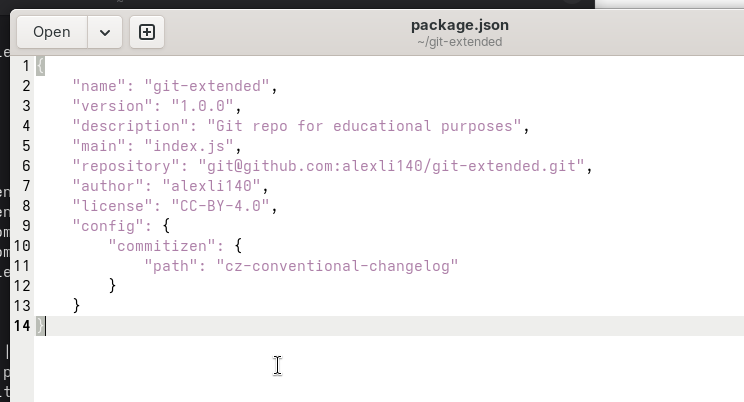 Open
package.json
~/git-extended
1 {
2     "name": "git-extended",
3     "version": "1.0.0",
4     "description": "Git repo for educational purposes",
5     "main": "index.js",
6     "repository": "git@github.com:alexli140/git-extended.git",
7     "author": "alexli140",
8     "license": "CC-BY-4.0",
9     "config": {
10         "commitizen": {
11             "path": "cz-conventional-changelog"
12         }
13     }
14 }